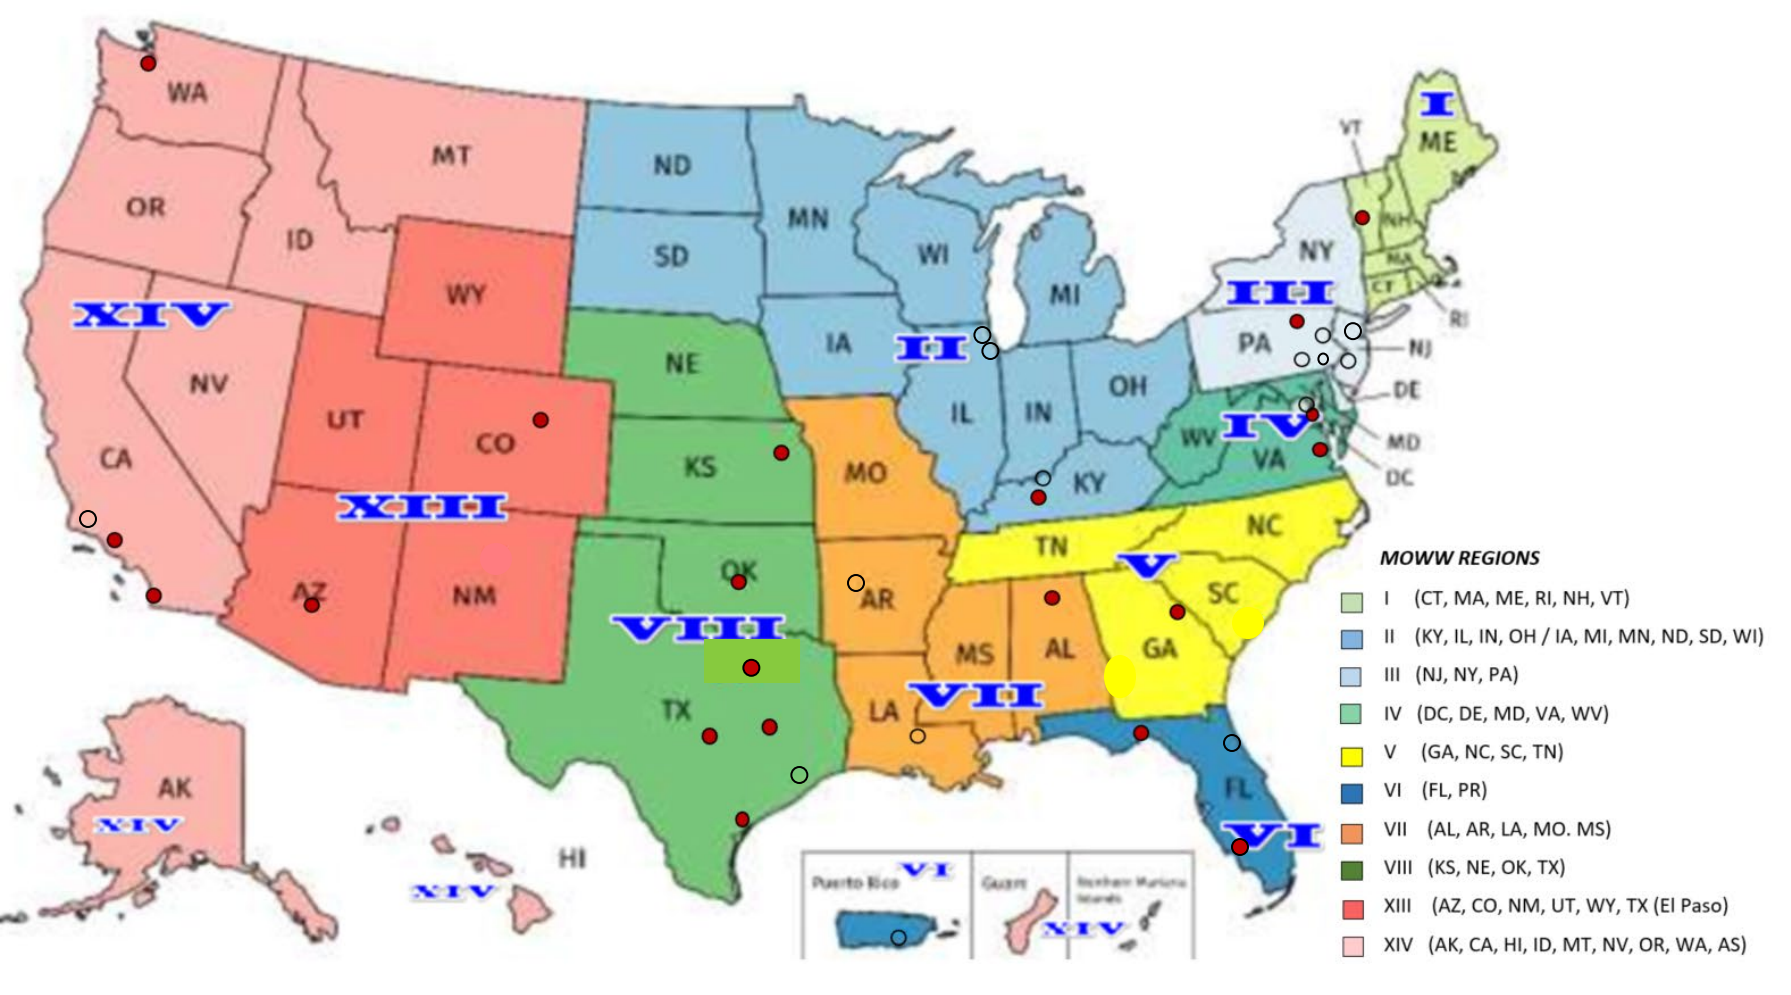 WA
MT
ND
MN
OR
ID
SD
WI
MI
I
ME
VT
NH
NY
MA
CT
RI
XIV
WY
NV
NE
IA
II
III
PA
NJ
DE
UT
CO
KS
MO
IL
IN
OH
WV
IV
VA
MD
DC
CA
XIII
KY
NC
TN
V
SC
AZ
NM
OK
AR
VIII
MS
AL
GA
TX
LA
VII
FL
VI
AK
XIV
HI
XIV
Puerto Rico
VI
Guam
Northern Mariana
Islands
XIV
MOWW REGIONS
I (CT, MA, ME, RI, NH, VT)
II (KY, IL, IN, OH / IA, MI, MN, ND, SD, WI)
III (NJ, NY, PA)
IV (DC, DE, MD, VA, WV)
V (GA, NC, SC, TN)
VI (FL, PR)
VII (AL, AR, LA, MO. MS)
VIII (KS, NE, OK, TX)
XIII (AZ, CO, NM, UT, WY, TX (El Paso)
XIV (AK, CA, HI, ID, MT, NV, OR, WA, AS)